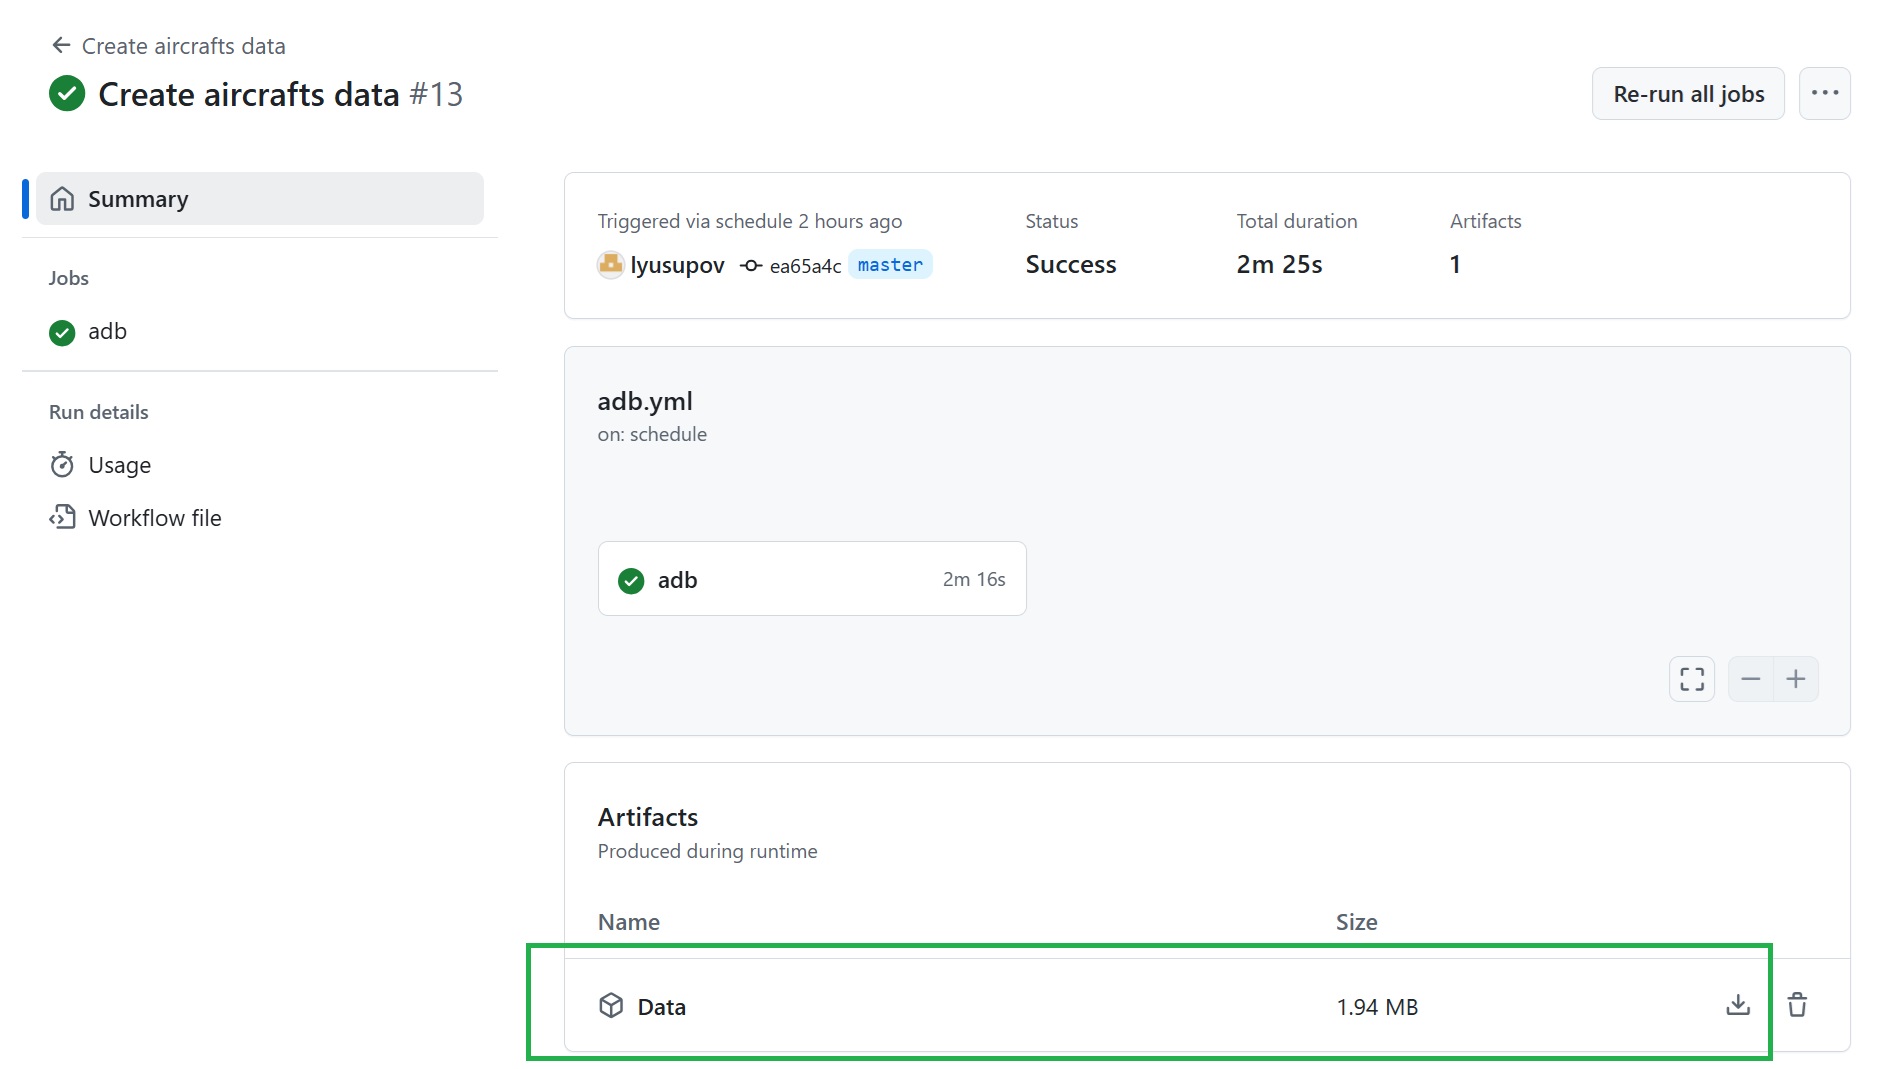 Create aircrafts data
Create aircrafts data #13
Re-run all jobs
Summary
Jobs
adb
Run details
Usage
Workflow file
Triggered via schedule 2 hours ago
lyusupov ea65a4c master
Status
Success
Total duration
2m 25s
Artifacts
1
adb.yml
on: schedule
adb 2m 16s
Artifacts
Produced during runtime
Name Size
Data 1.94 MB